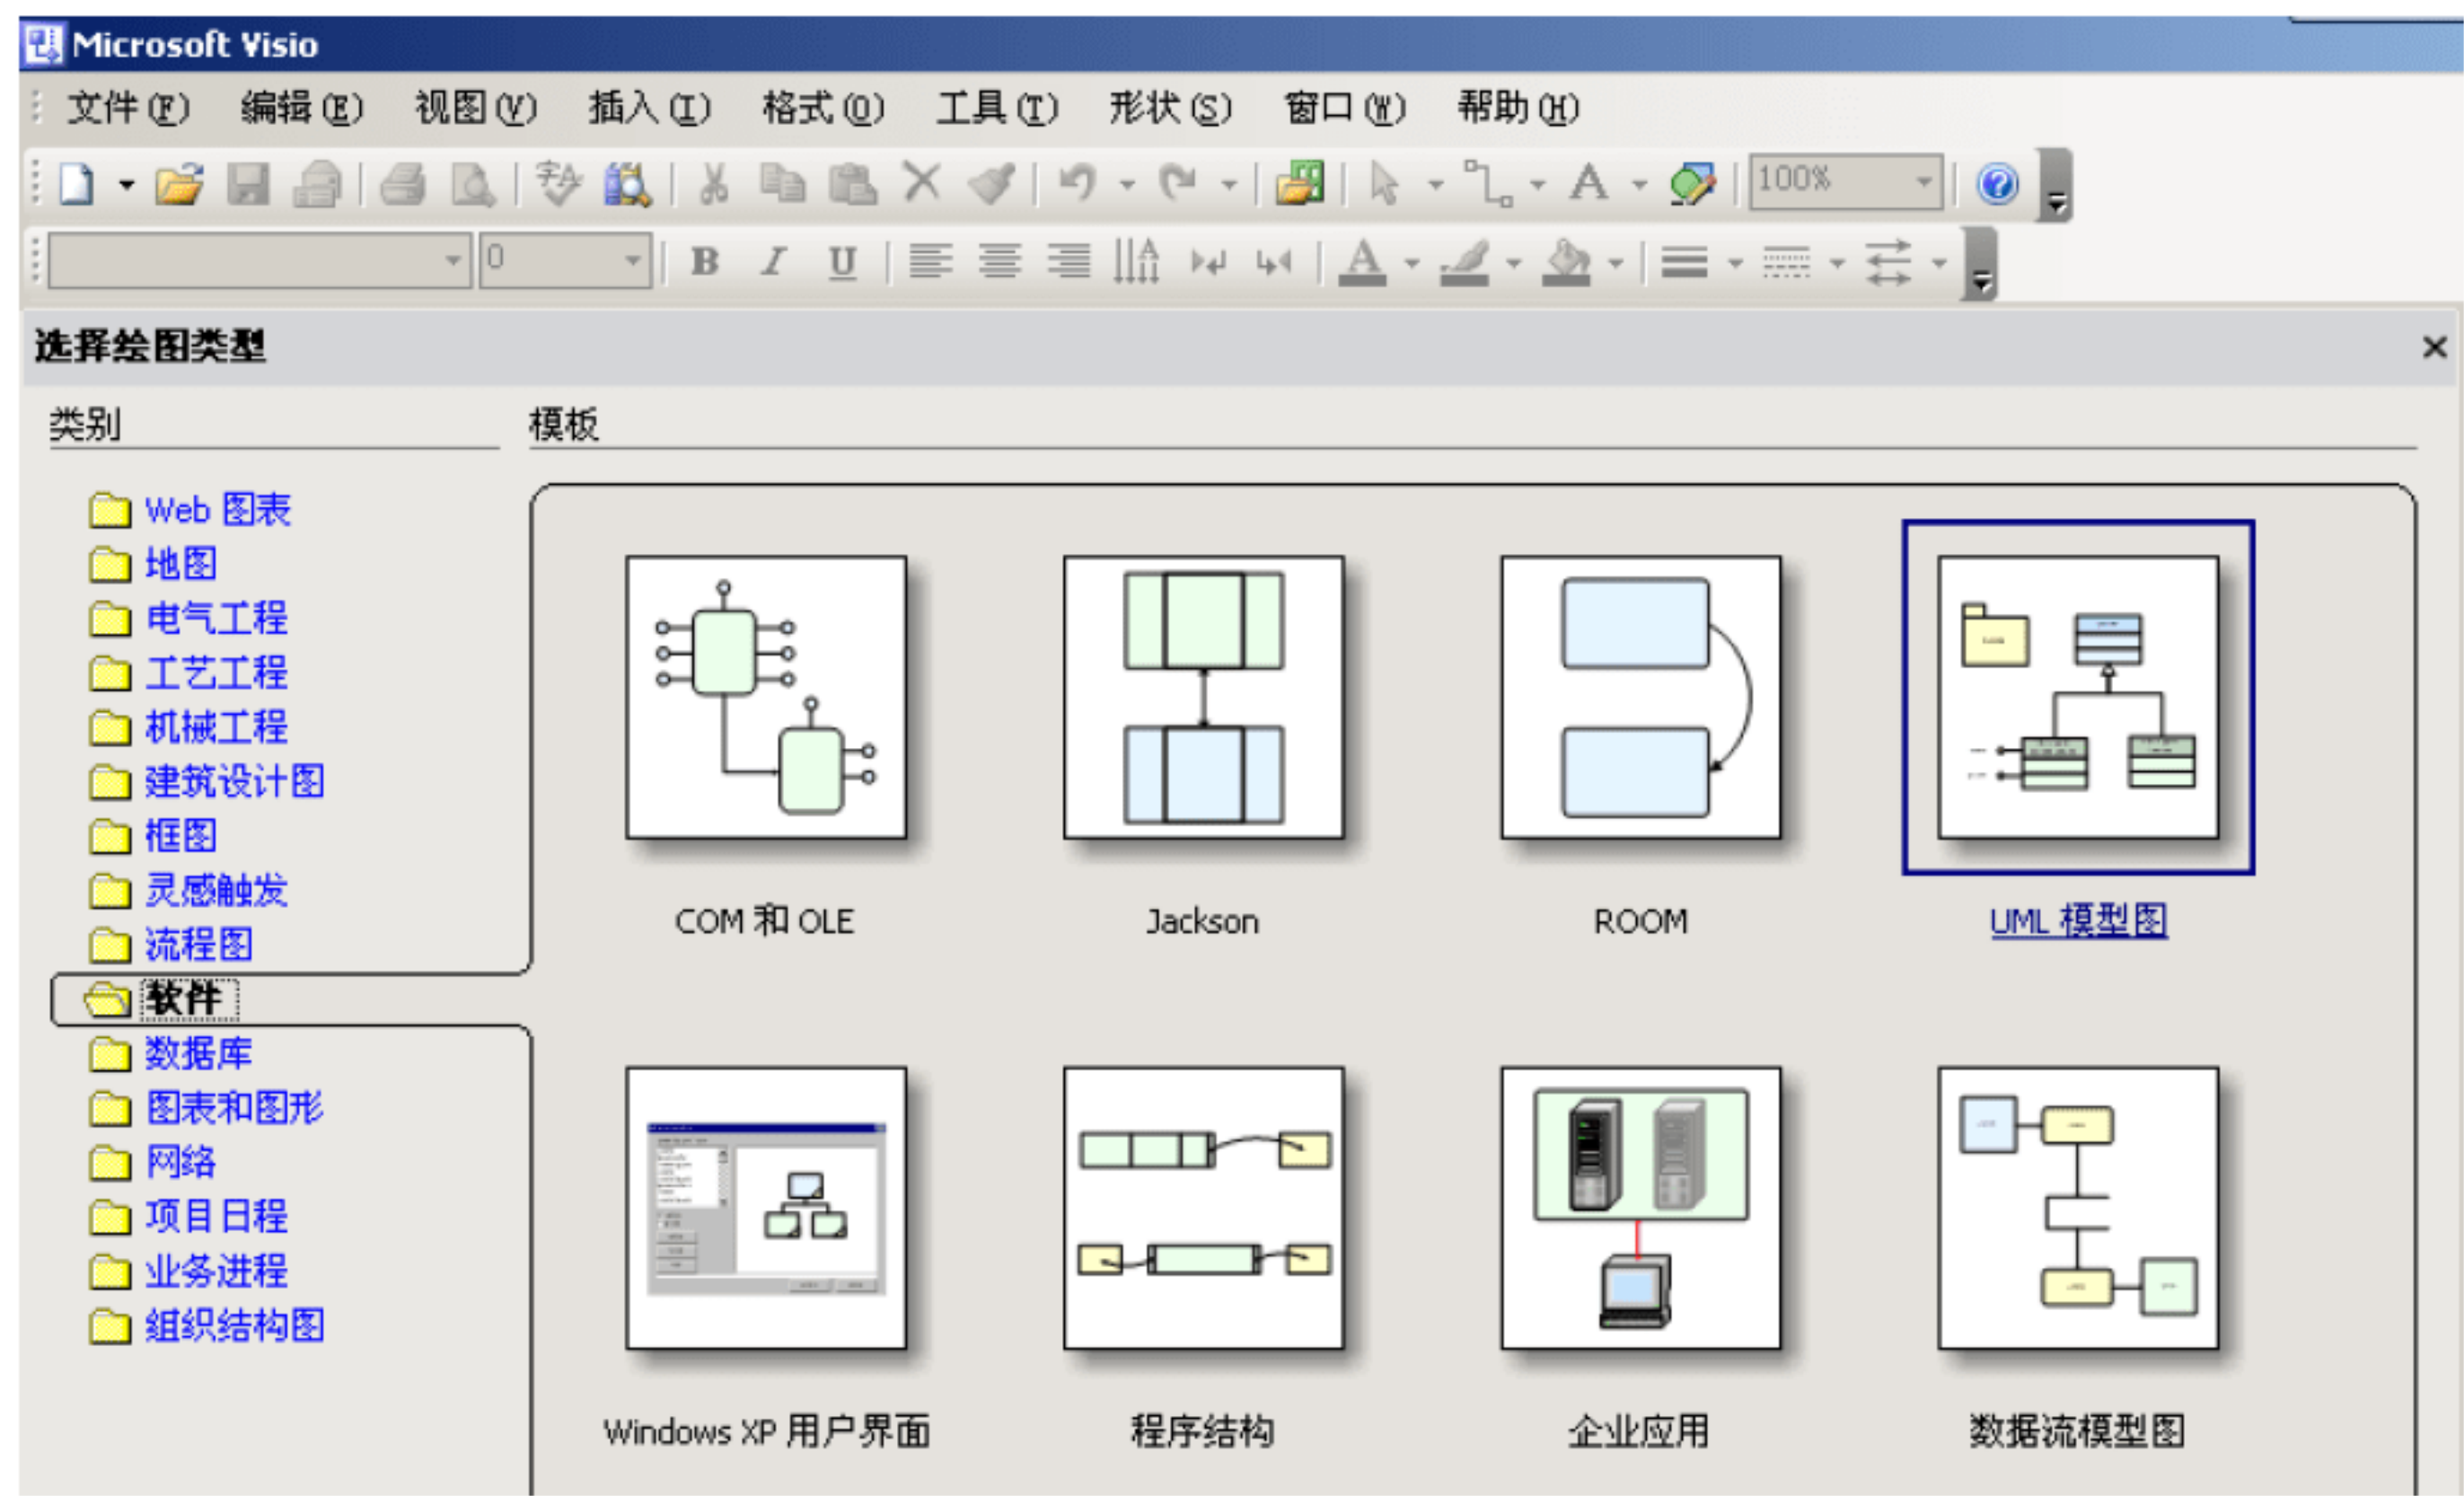 Microsoft Visio
文件(F) 编辑(E) 视图(V) 插入(I) 格式(O) 工具(T) 形状(S) 窗口(W) 帮助(H)
100%
0 B I U
选择绘图类型
类别 模板
Web 图表
地图
电气工程
工艺工程
机械工程
建筑设计图
框图
灵感触发
流程图
软件
数据库
图表和图形
网络
项目日程
业务进程
组织结构图
COM 和 OLE Jackson ROOM UML 模型图
Windows XP 用户界面 程序结构 企业应用 数据流模型图